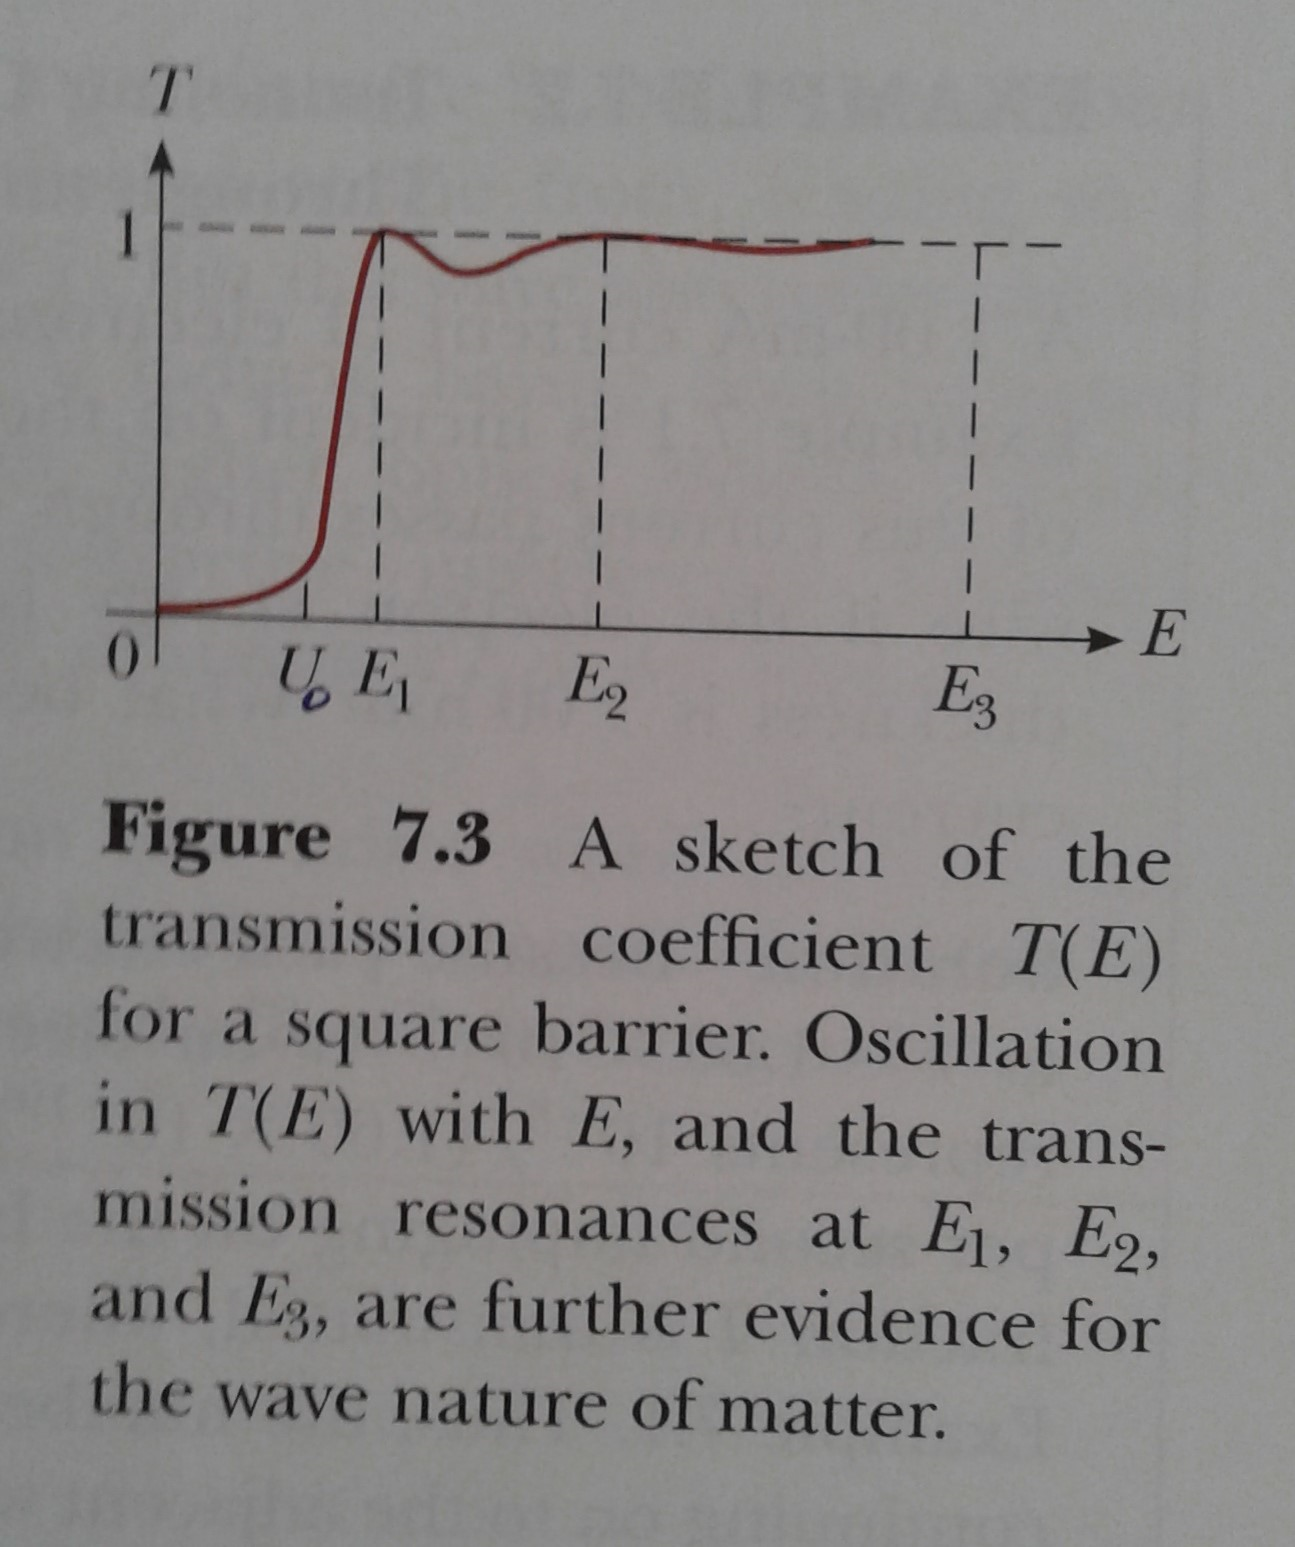 T
1
0
U₀ E₁ E₂ E₃ E
Figure 7.3 A sketch of the
transmission coefficient T(E)
for a square barrier. Oscillation
in T(E) with E, and the trans-
mission resonances at E₁, E₂,
and E₃, are further evidence for
the wave nature of matter.